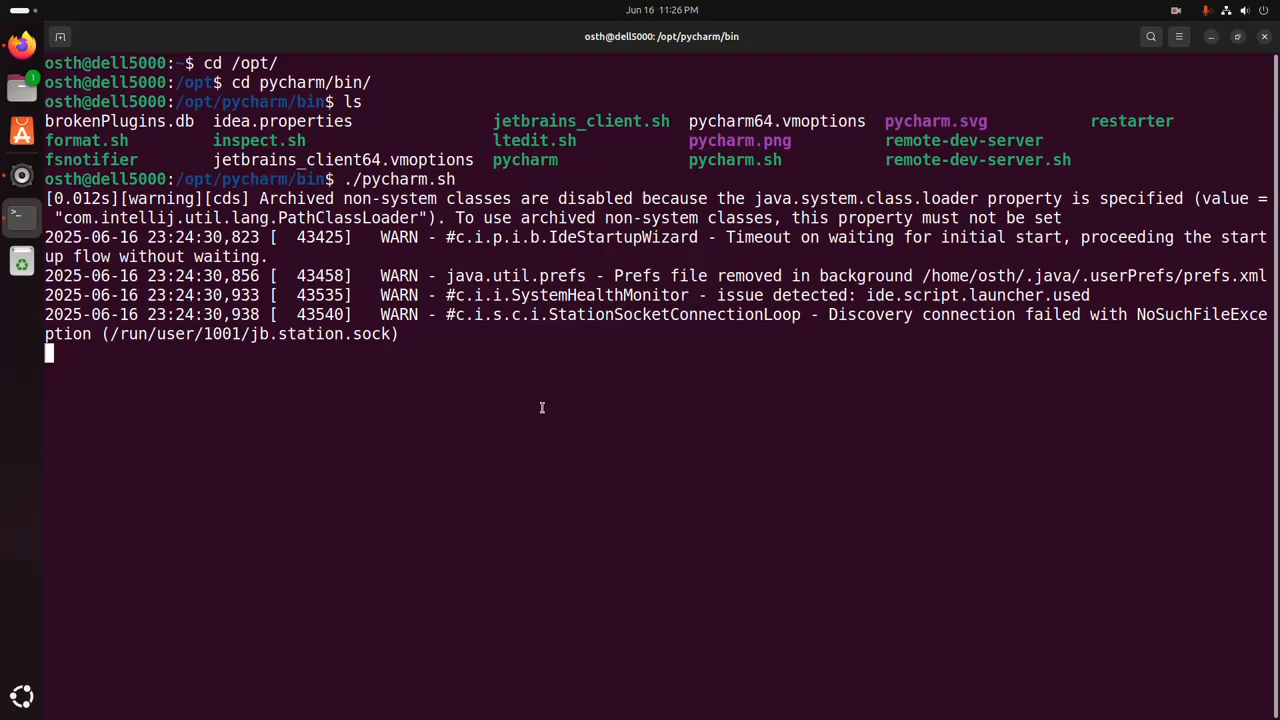 Jun 16 11:26 PM
osth@dell5000: /opt/pycharm/bin
1
osth@dell5000:~$ cd /opt/
osth@dell5000:/opt$ cd pycharm/bin/
osth@dell5000:/opt/pycharm/bin$ ls
brokenPlugins.db idea.properties jetbrains_client.sh pycharm64.vmoptions pycharm.svg restarter
format.sh inspect.sh ltedit.sh pycharm.png remote-dev-server
fsnotifier jetbrains_client64.vmoptions pycharm pycharm.sh remote-dev-server.sh
osth@dell5000:/opt/pycharm/bin$ ./pycharm.sh
[0.012s][warning][cds] Archived non-system classes are disabled because the java.system.class.loader property is specified (value =
"com.intellij.util.lang.PathClassLoader"). To use archived non-system classes, this property must not be set
2025-06-16 23:24:30,823 [  43425]   WARN - #c.i.p.i.b.IdeStartupWizard - Timeout on waiting for initial start, proceeding the start
up flow without waiting.
2025-06-16 23:24:30,856 [  43458]   WARN - java.util.prefs - Prefs file removed in background /home/osth/.java/.userPrefs/prefs.xml
2025-06-16 23:24:30,933 [  43535]   WARN - #c.i.i.SystemHealthMonitor - issue detected: ide.script.launcher.used
2025-06-16 23:24:30,938 [  43540]   WARN - #c.i.s.c.i.StationSocketConnectionLoop - Discovery connection failed with NoSuchFileExce
ption (/run/user/1001/jb.station.sock)